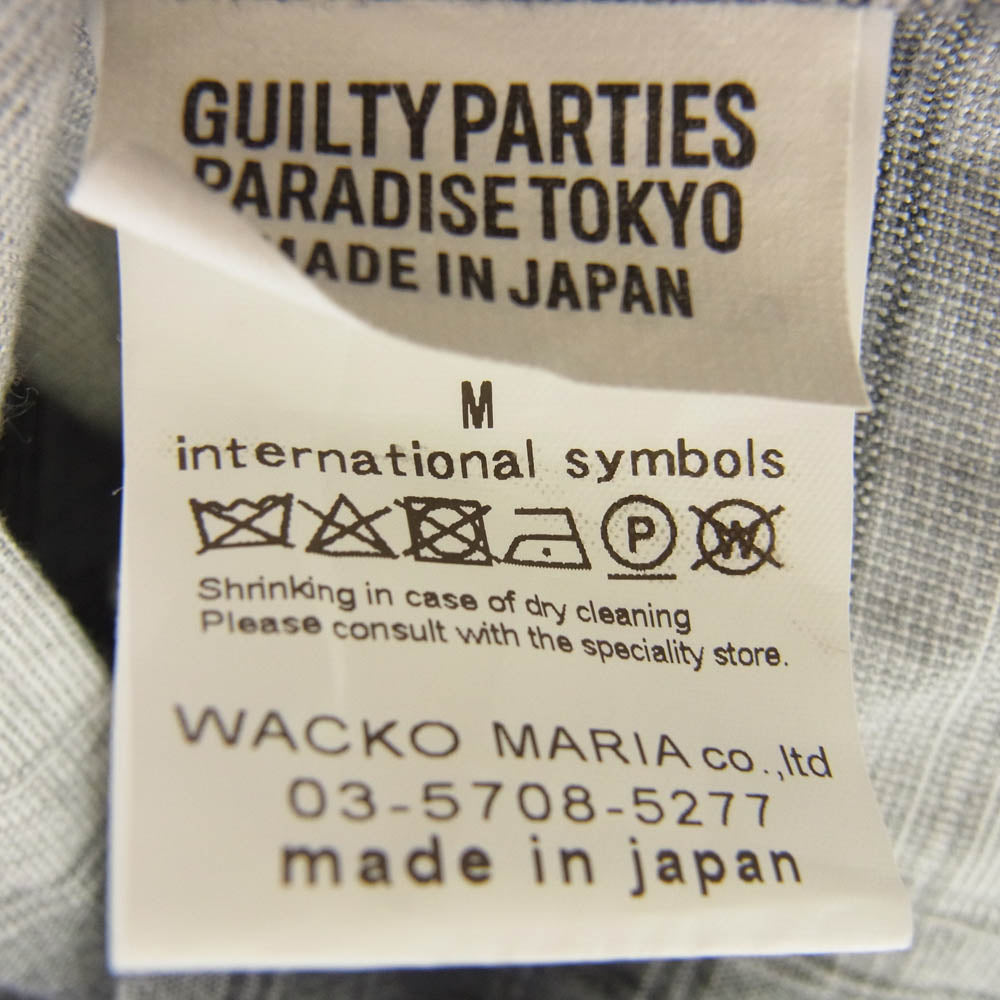 GUILTY PARTIES
PARADISE TOKYO
MADE IN JAPAN
M
international symbols
P W
Shrinking in case of dry cleaning
Please consult with the speciality store.
WACKO MARIA co.,ltd
03-5708-5277
made in japan